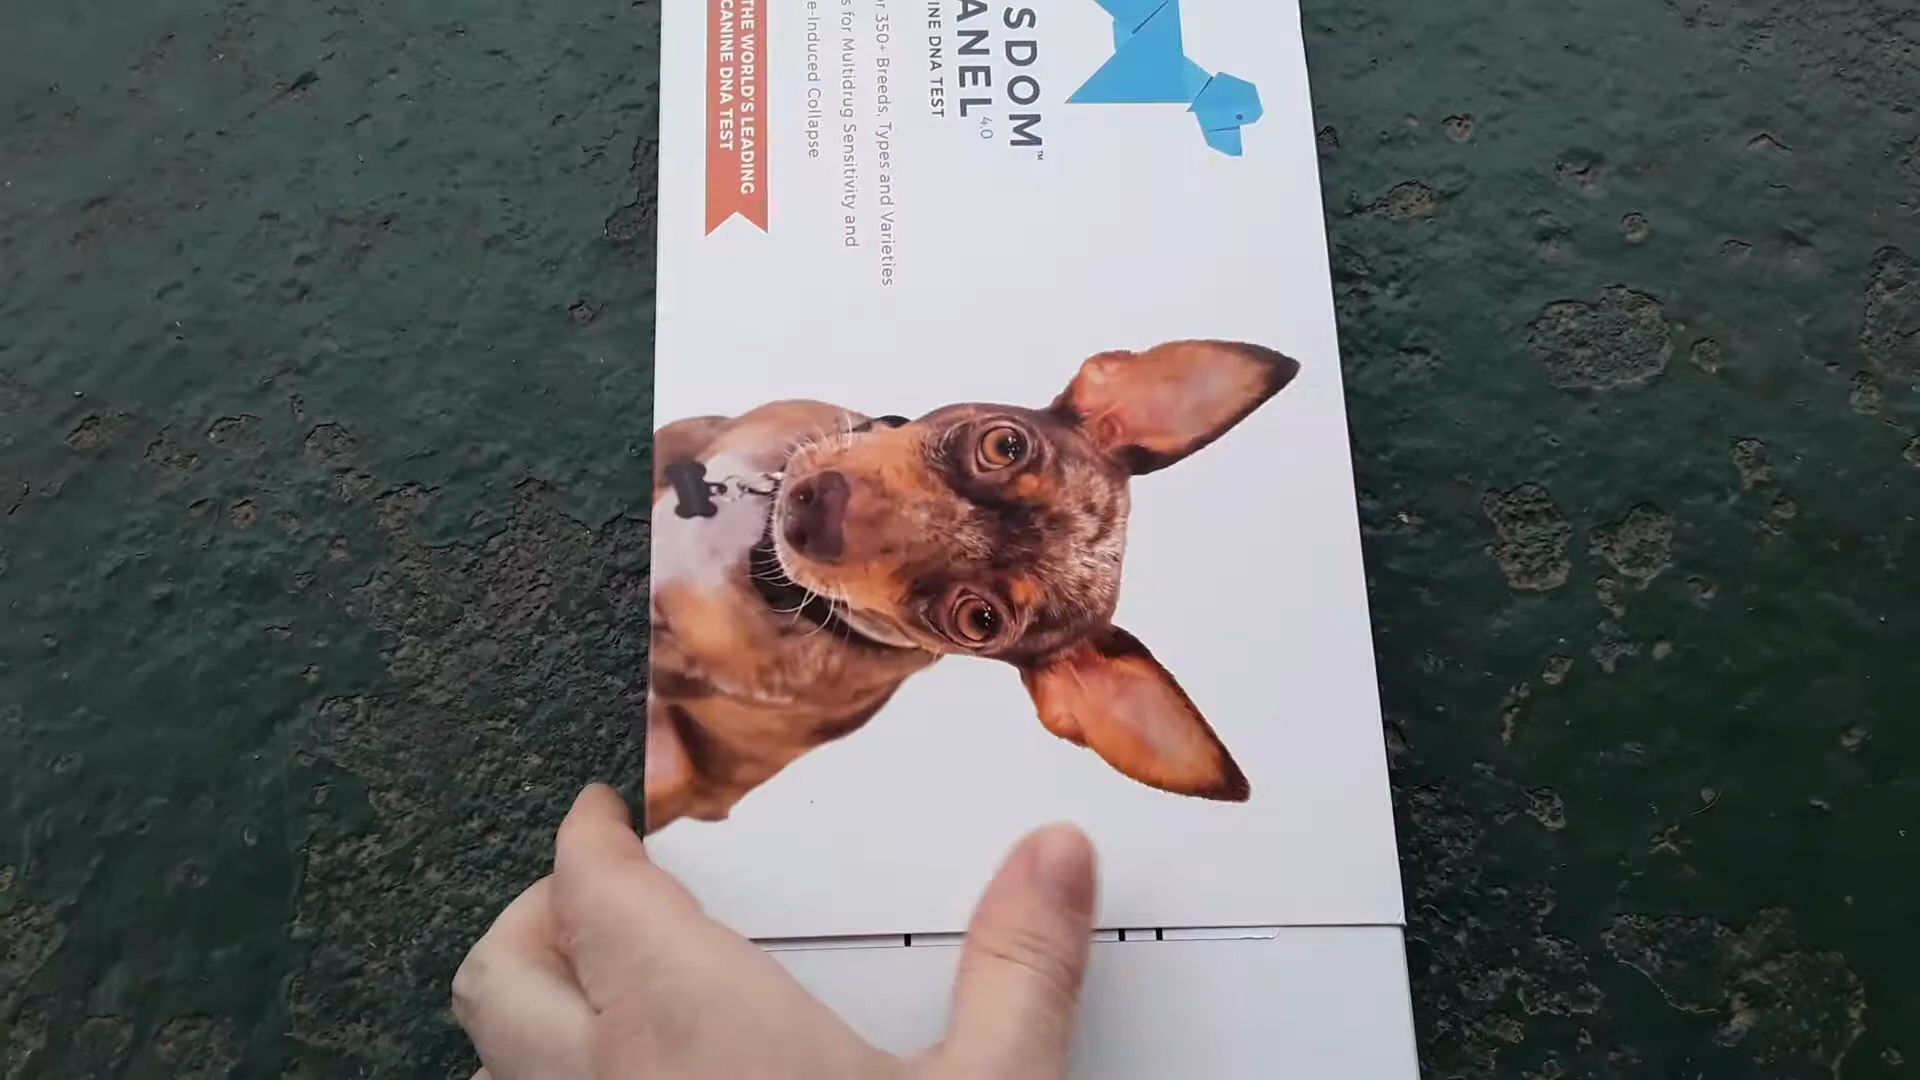 SDOM™
ANEL 4.0
INE DNA TEST
r 350+ Breeds, Types and Varieties
s for Multidrug Sensitivity and
e-Induced Collapse
THE WORLD'S LEADING
CANINE DNA TEST